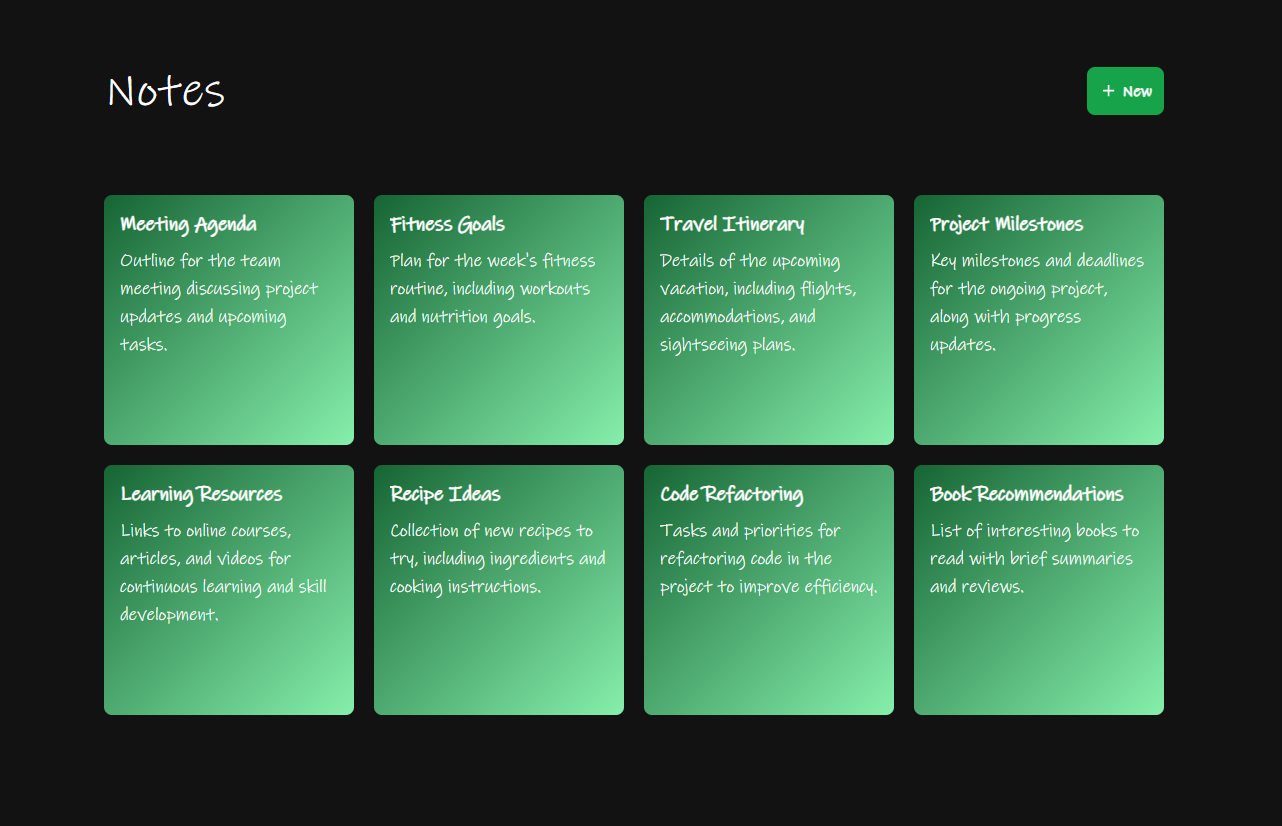 Notes
+ New
Meeting Agenda
Outline for the team
meeting discussing project
updates and upcoming
tasks.
Fitness Goals
Plan for the week's fitness
routine, including workouts
and nutrition goals.
Travel Itinerary
Details of the upcoming
vacation, including flights,
accommodations, and
sightseeing plans.
Project Milestones
Key milestones and deadlines
for the ongoing project,
along with progress
updates.
Learning Resources
Links to online courses,
articles, and videos for
continuous learning and skill
development.
Recipe Ideas
Collection of new recipes to
try, including ingredients and
cooking instructions.
Code Refactoring
Tasks and priorities for
refactoring code in the
project to improve efficiency.
Book Recommendations
List of interesting books to
read with brief summaries
and reviews.